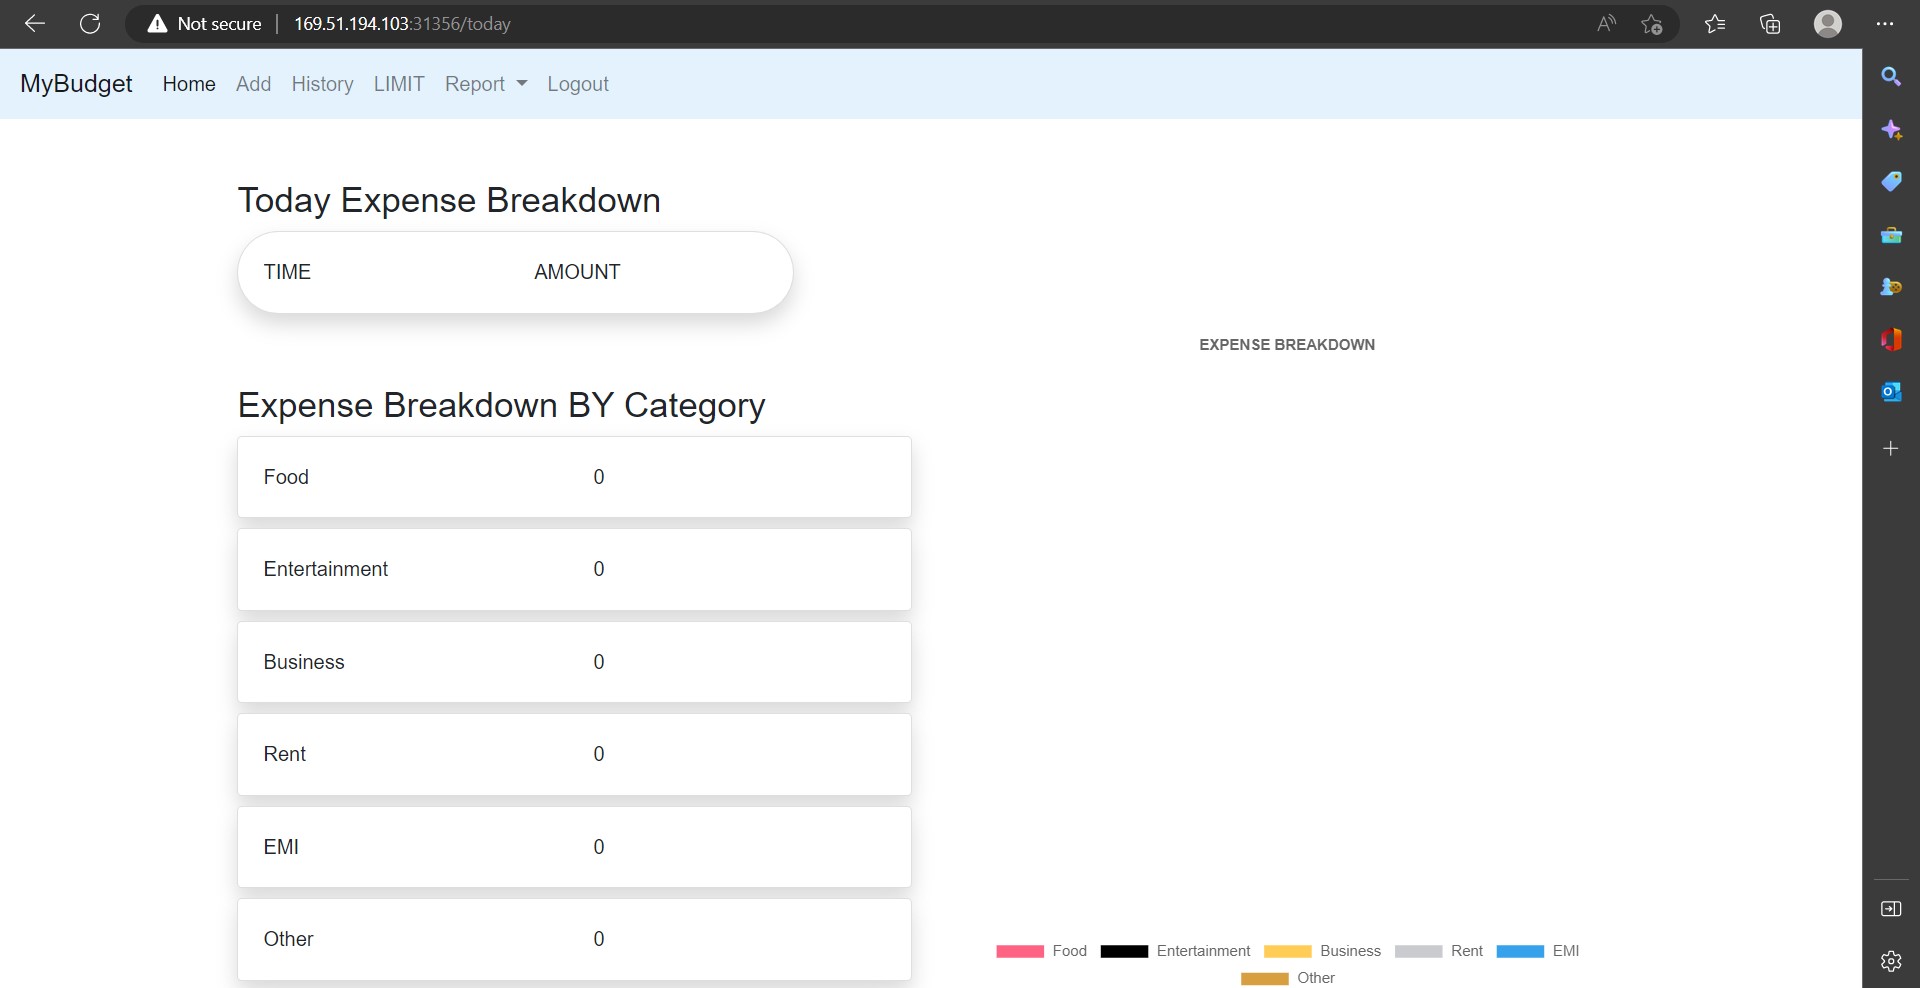 Not secure 169.51.194.103:31356/today
MyBudget Home Add History LIMIT Report Logout
Today Expense Breakdown
TIME AMOUNT
EXPENSE BREAKDOWN
Expense Breakdown BY Category
Food 0
Entertainment 0
Business 0
Rent 0
EMI 0
Other 0
Food Entertainment Business Rent EMI
Other